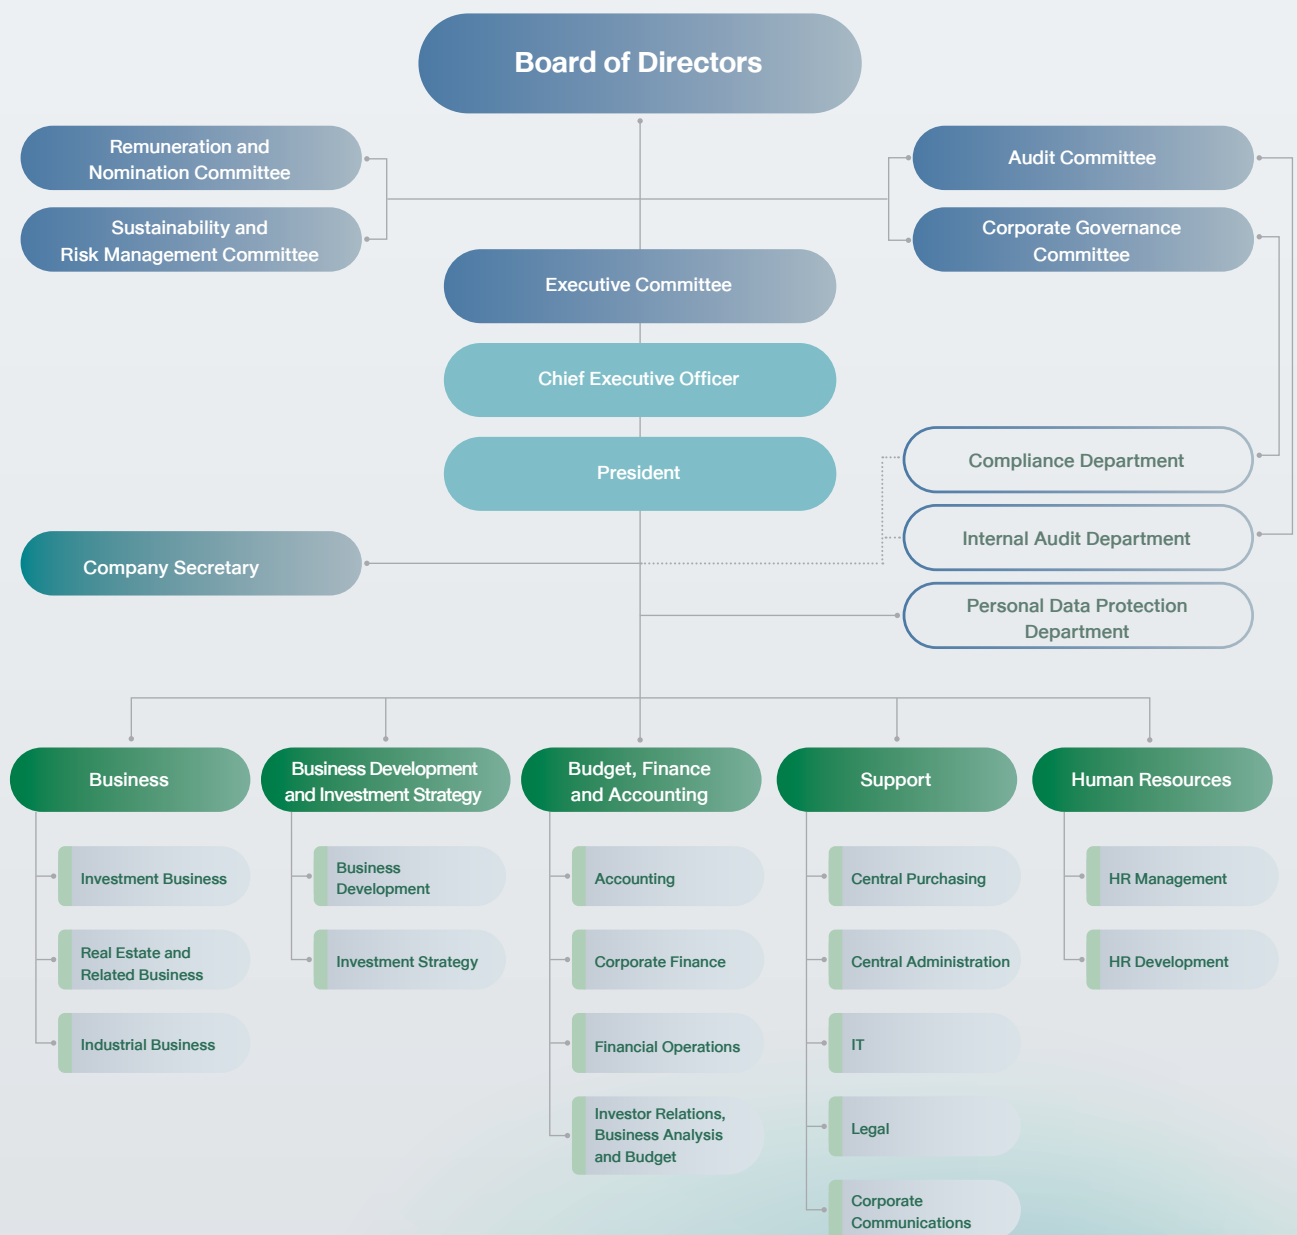 Board of Directors
Remuneration and
Nomination Committee
Audit Committee
Sustainability and
Risk Management Committee
Corporate Governance
Committee
Executive Committee
Chief Executive Officer
President
Compliance Department
Internal Audit Department
Company Secretary
Personal Data Protection
Department
Business
Investment Business
Real Estate and
Related Business
Industrial Business
Business Development
and Investment Strategy
Business
Development
Investment Strategy
Budget, Finance
and Accounting
Accounting
Corporate Finance
Financial Operations
Investor Relations,
Business Analysis
and Budget
Support
Central Purchasing
Central Administration
IT
Legal
Corporate
Communications
Human Resources
HR Management
HR Development